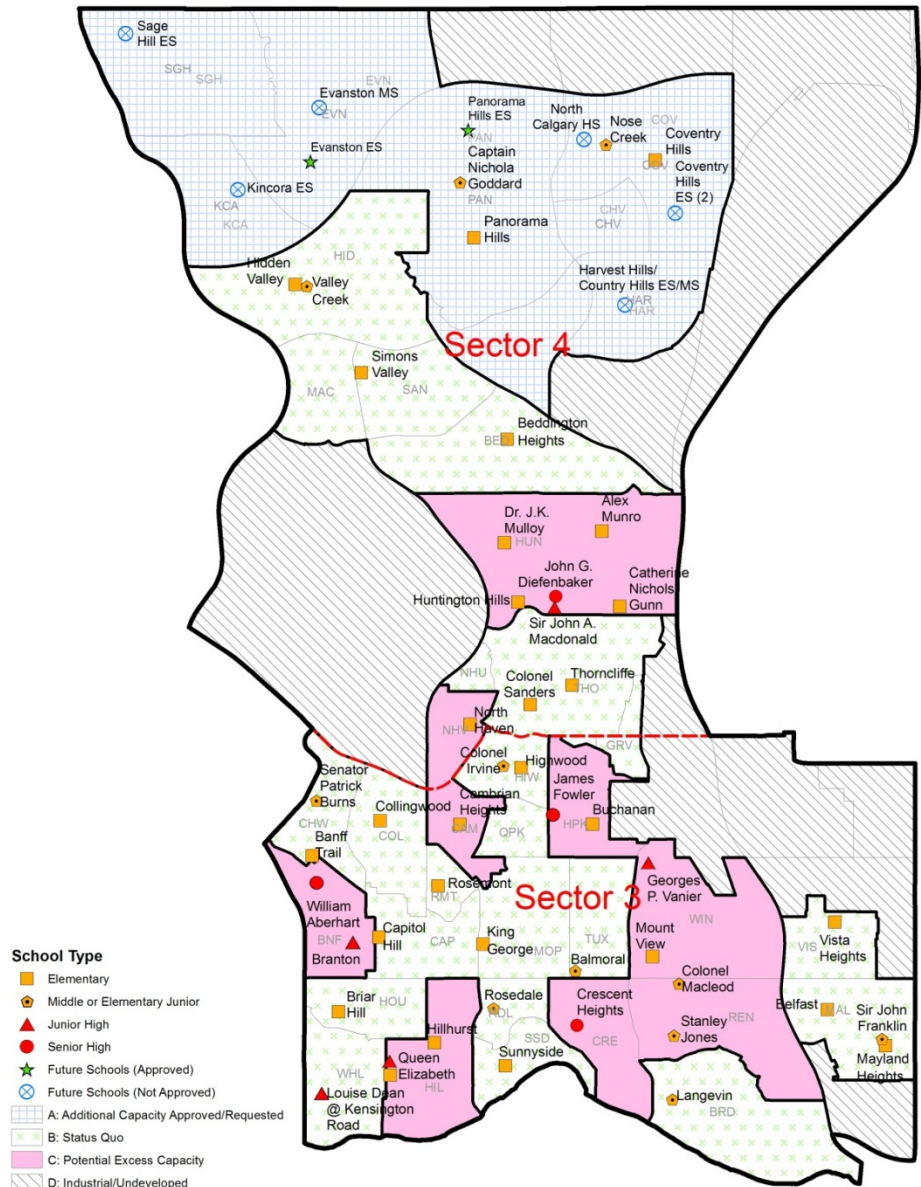 Sage
Hill ES
SGH
SGH
EVN
Evanston MS
EVN
Evanston ES
Kincora ES
KCA
KCA
Panorama
Hills ES
PAN
Captain
Nichola
Goddard
PAN
Panorama
Hills
North
Calgary HS
Nose
Creek
COV
Coventry
Hills
COV
Coventry
Hills
ES (2)
CHV
CHV
Harvest Hills/
Country Hills ES/MS
HAR
HAR
HID
Hidden
Valley
Valley
Creek
Sector 4
Simons
Valley
MAC
SAN
Beddington
Heights
BED
Dr. J.K.
Mulloy
HUN
Alex
Munro
John G.
Diefenbaker
Huntington Hills
Catherine
Nichols
Gunn
Sir John A.
Macdonald
NHU
Colonel
Sanders
Thorncliffe
THO
North
Haven
NHV
GRV
Senator
Patrick
Burns
CHW
Colonel
Irvine
Highwood
HIW
James
Fowler
HPK
Buchanan
Collingwood
COL
Cambrian
Heights
CAM
QPK
Banff
Trail
Rosemont
RMT
Sector 3
Georges
P. Vanier
WIN
William
Aberhart
BNF
Branton
Capitol
Hill
CAP
King
George
MOP
TUX
Balmoral
Mount
View
Colonel
Macleod
REN
VIS
Vista
Heights
Belfast
MAL
Sir John
Franklin
Mayland
Heights
Briar
Hill
HOU
Hillhurst
Rosedale
RDL
SSD
Sunnyside
Crescent
Heights
CRE
Stanley
Jones
Queen
Elizabeth
HIL
WHL
Louise Dean
@ Kensington
Road
Langevin
BRD
School Type
Elementary
Middle or Elementary Junior
Junior High
Senior High
Future Schools (Approved)
Future Schools (Not Approved)
A: Additional Capacity Approved/Requested
B: Status Quo
C: Potential Excess Capacity
D: Industrial/Undeveloped